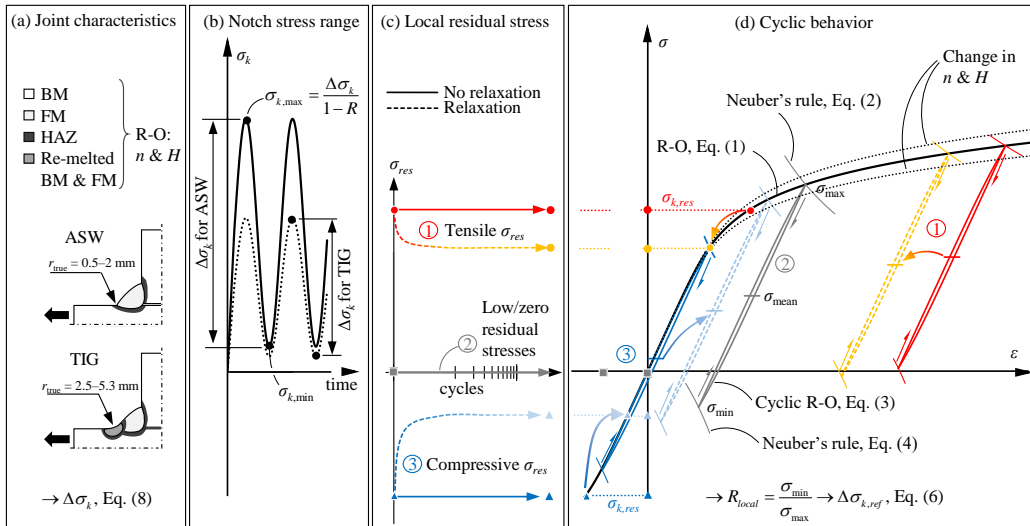 (a) Joint characteristics
BM
FM
HAZ
Re-melted
BM & FM
R-O:
n & H
ASW
r_true = 0.5–2 mm
TIG
r_true = 2.5–5.3 mm
→ Δσ_k, Eq. (8)
(b) Notch stress range
σ_k
σ_k,max = Δσ_k / (1 − R)
Δσ_k for ASW
Δσ_k for TIG
time
σ_k,min
(c) Local residual stress
No relaxation
Relaxation
σ_res
① Tensile σ_res
Low/zero
residual
stresses
②
cycles
③ Compressive σ_res
(d) Cyclic behavior
σ
Change in
n & H
Neuber's rule, Eq. (2)
R-O, Eq. (1)
σ_max
σ_k,res
①
②
σ_mean
③
ε
σ_min
Cyclic R-O, Eq. (3)
Neuber's rule, Eq. (4)
σ_k,res
→ R_local = σ_min / σ_max → Δσ_k,ref, Eq. (6)